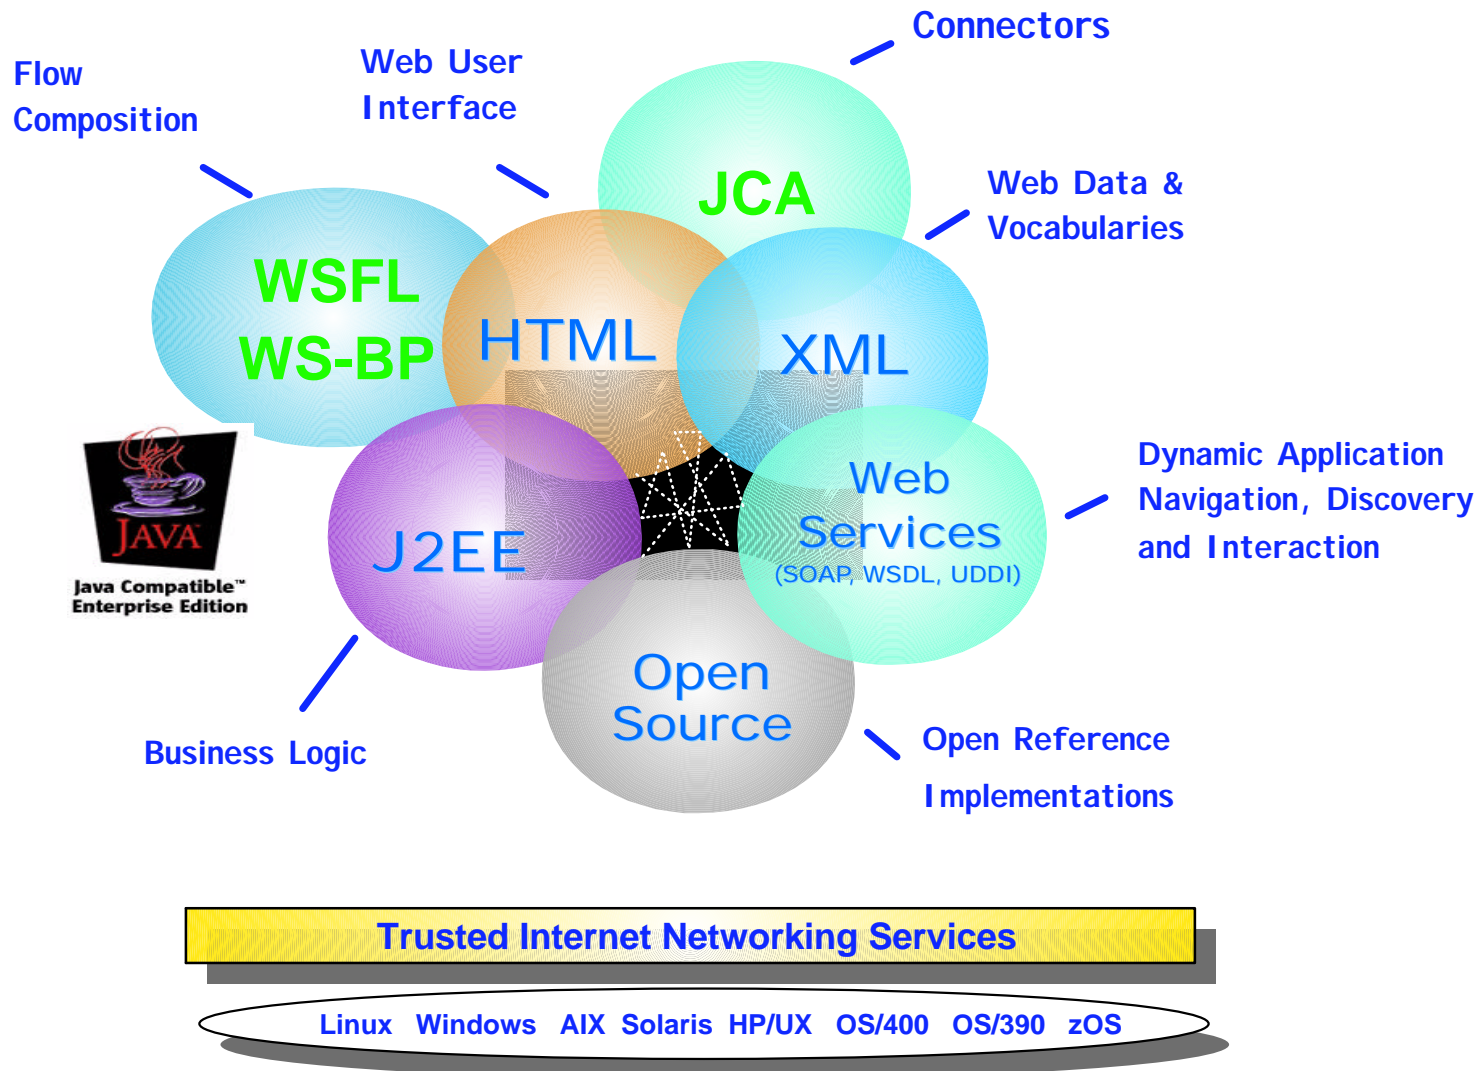 Connectors
Flow
Composition
Web User
Interface
JCA
Web Data &
Vocabularies
WSFL
WS-BP
HTML
XML
JAVA™
Java Compatible™
Enterprise Edition
J2EE
Web
Services
(SOAP, WSDL, UDDI)
Dynamic Application
Navigation, Discovery
and Interaction
Open
Source
Business Logic
Open Reference
Implementations
Trusted Internet Networking Services
Linux Windows AIX Solaris HP/UX OS/400 OS/390 zOS